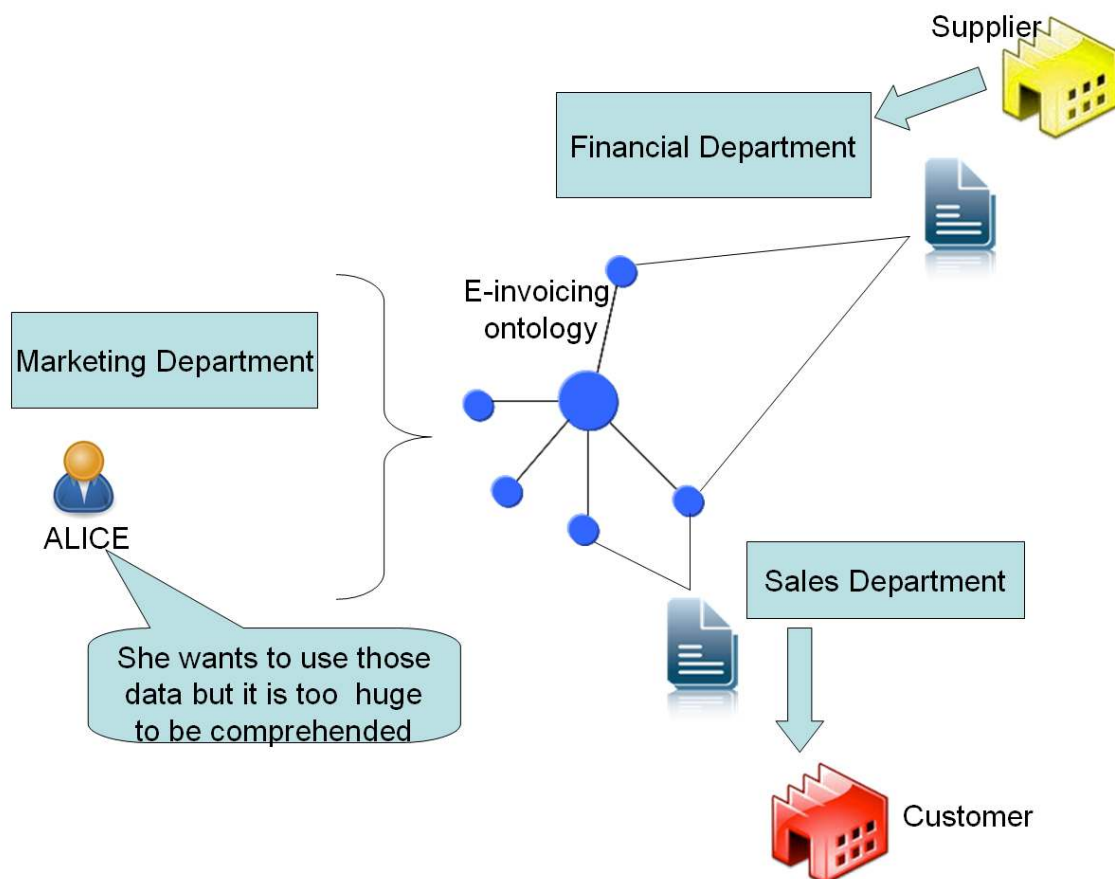 Supplier
Financial Department
E-invoicing
ontology
Marketing Department
ALICE
She wants to use those
data but it is too huge
to be comprehended
Sales Department
Customer